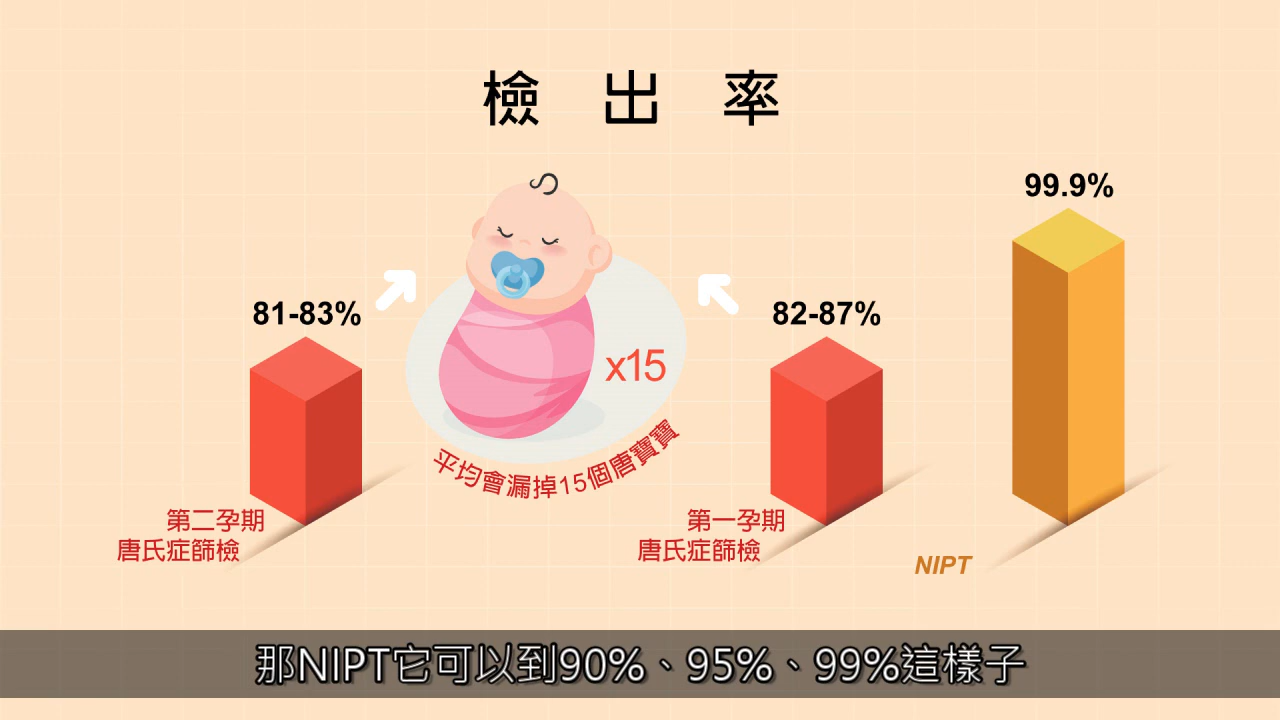 檢出率
99.9%
81-83%
82-87%
x15
平均會漏掉15個唐寶寶
第二孕期
唐氏症篩檢
第一孕期
唐氏症篩檢
NIPT
那NIPT它可以到90%、95%、99%這樣子